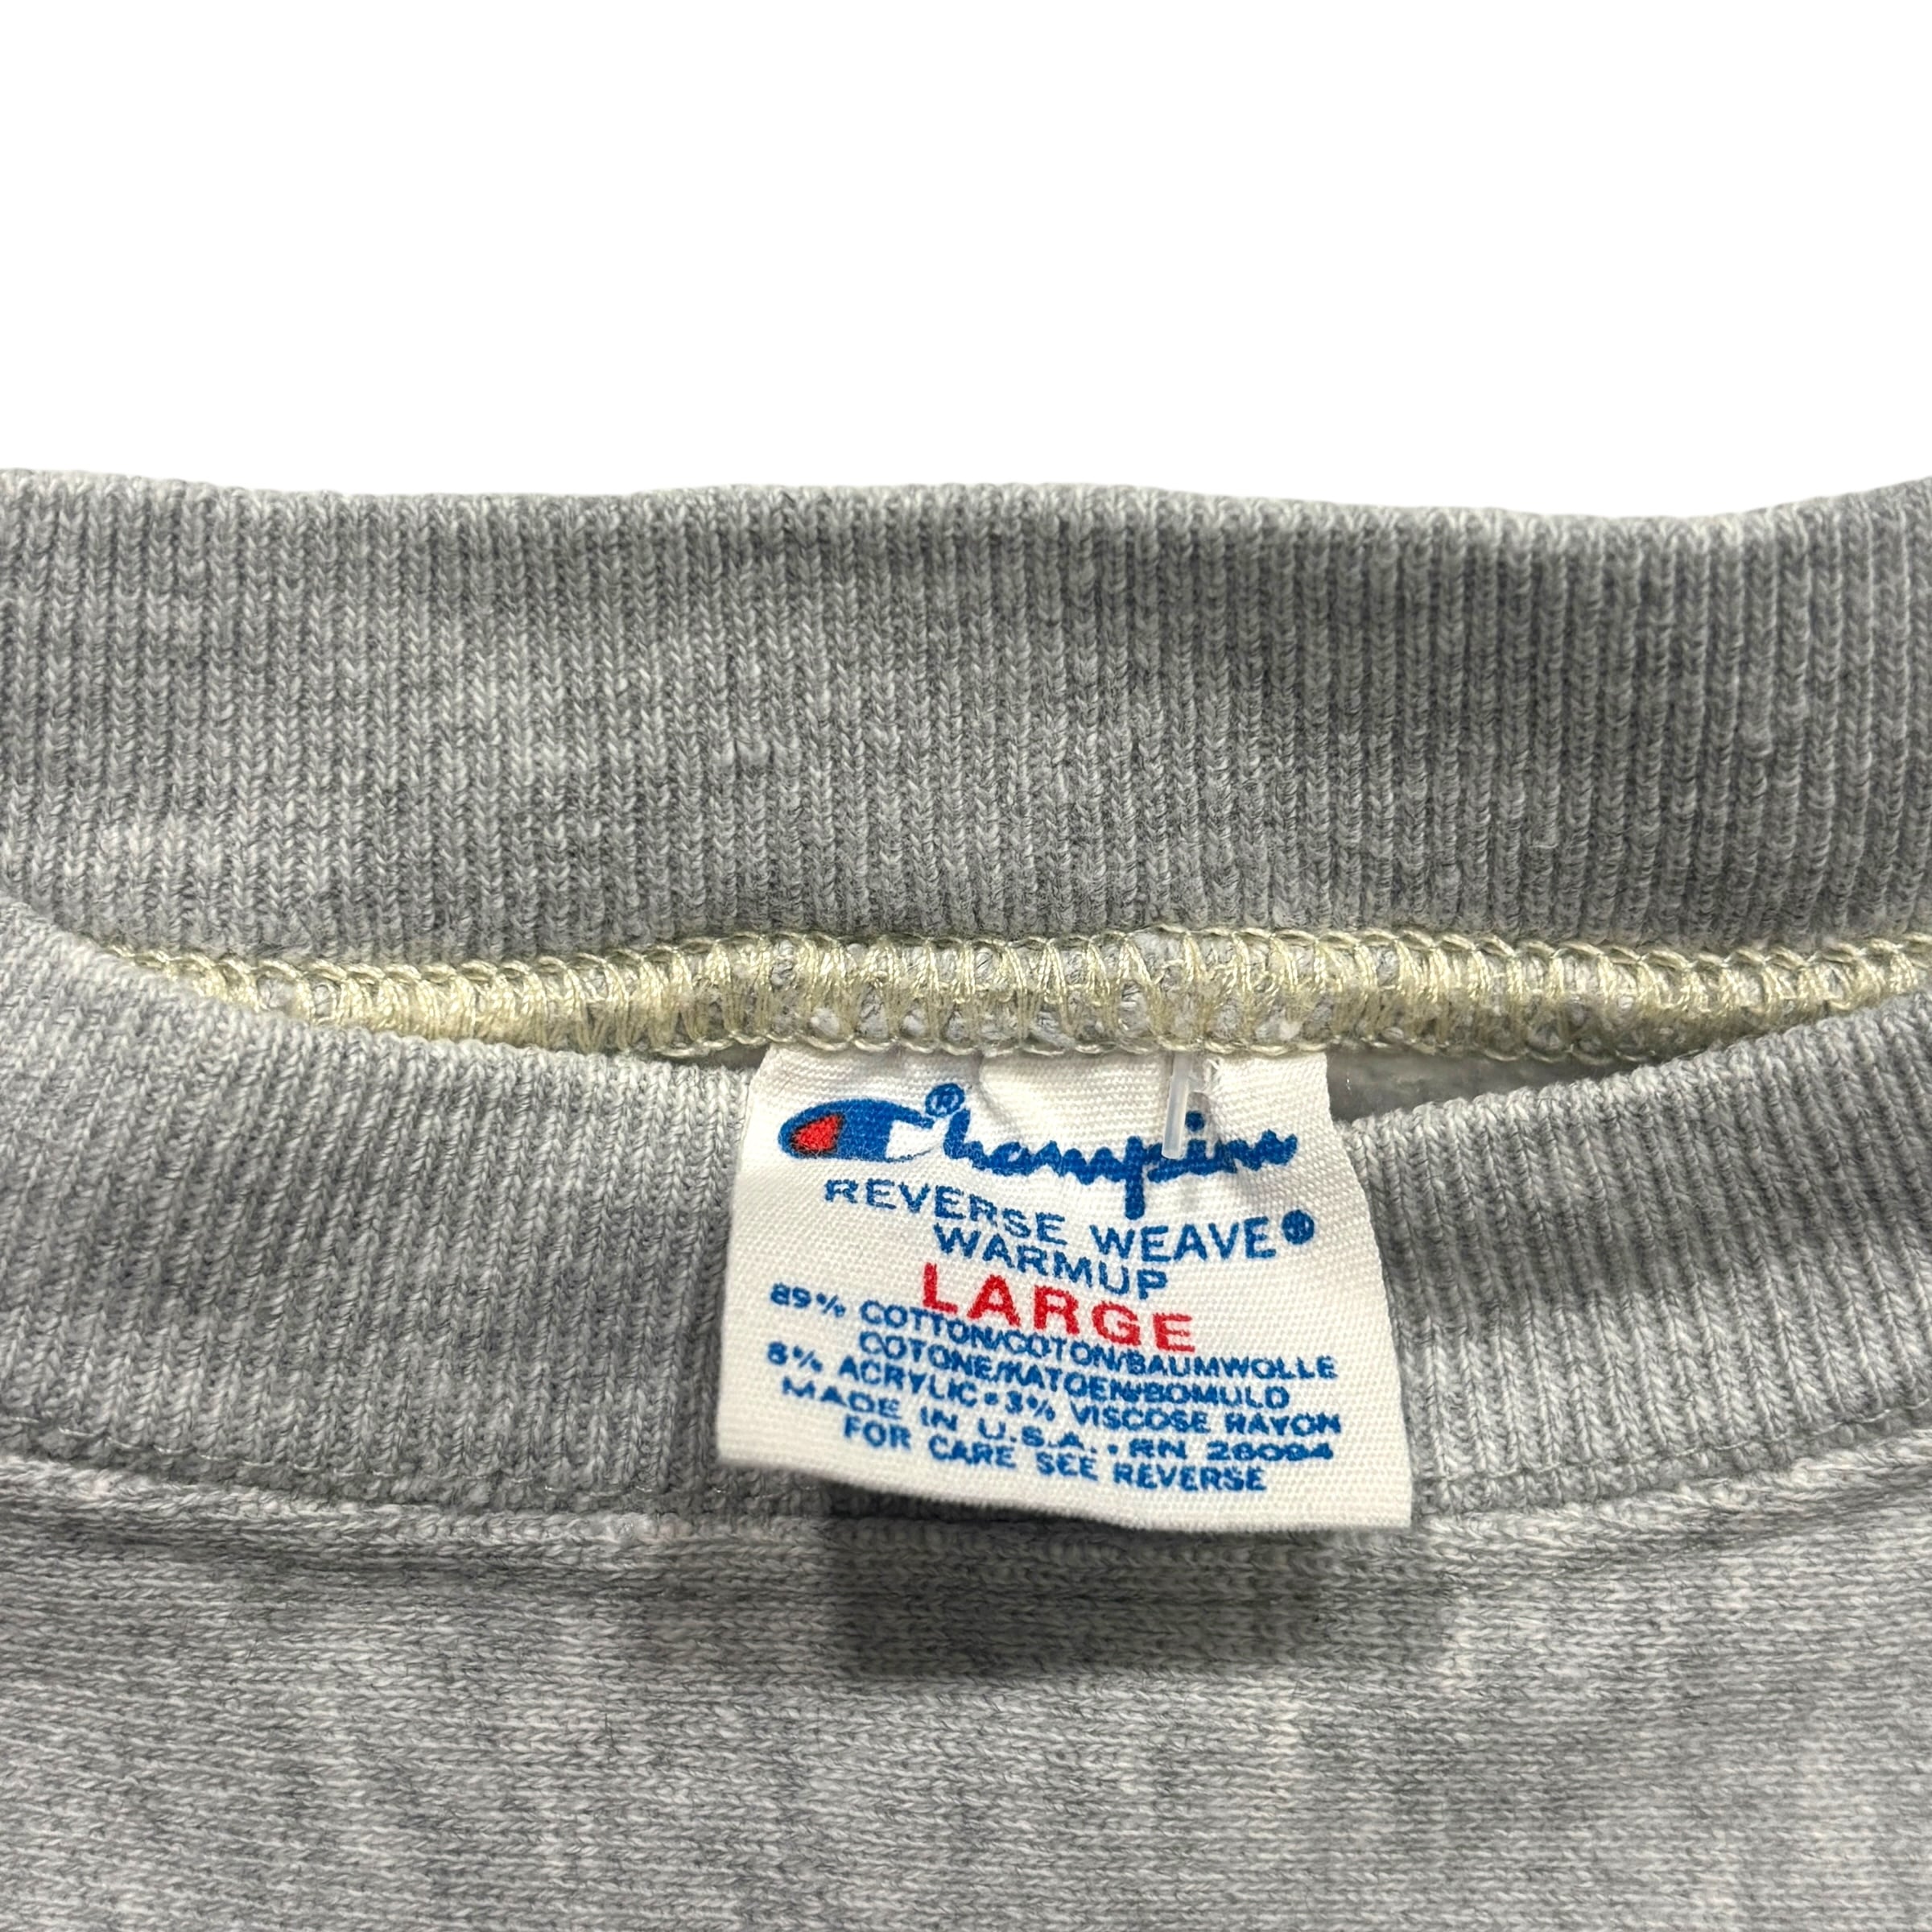 Champion®
REVERSE WEAVE®
WARMUP
LARGE
89% COTTON/COTON/BAUMWOLLE
COTONE/KATOEN/BOMULD
8% ACRYLIC • 3% VISCOSE RAYON
MADE IN U.S.A. • RN 26094
FOR CARE SEE REVERSE